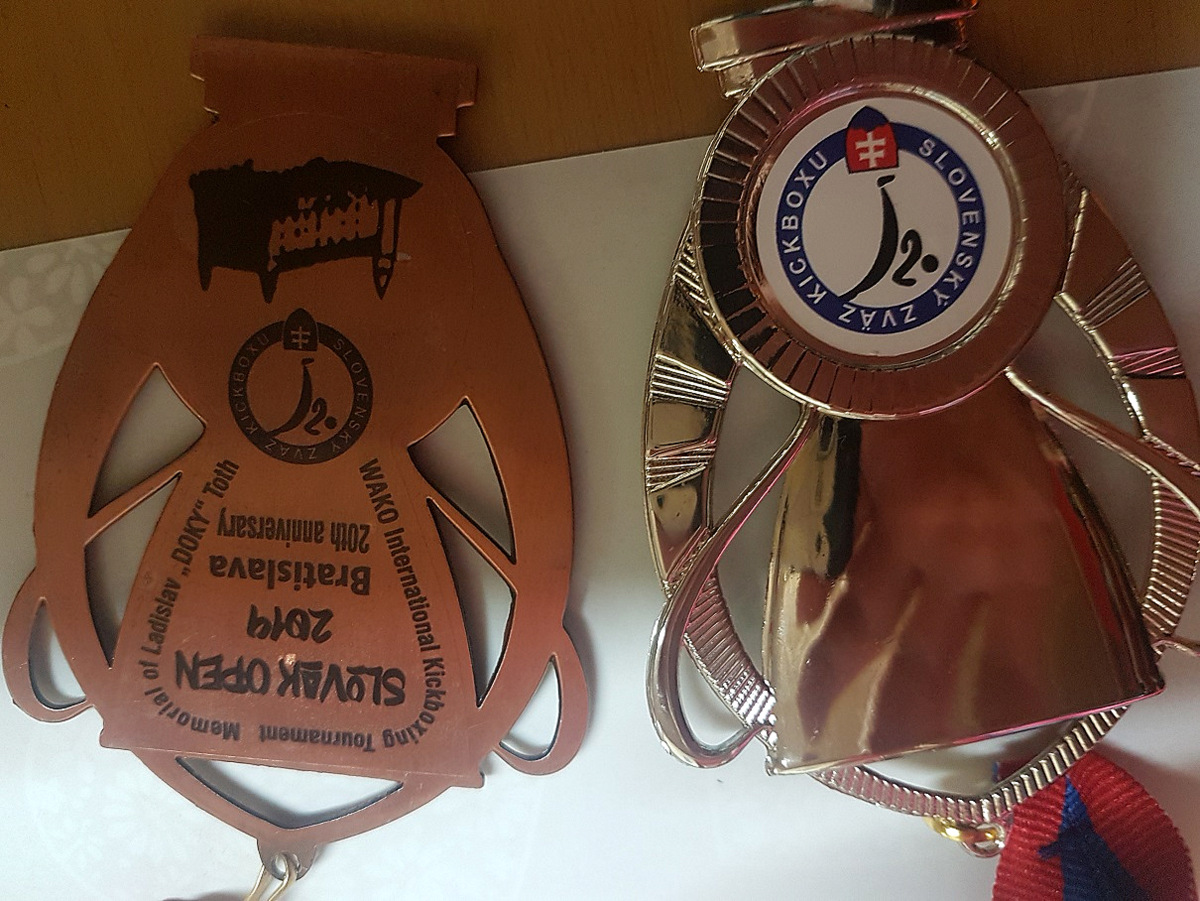 SLOVENSKÝ ZVÄZ KICKBOXU
WAKO International Kickboxing Tournament Memorial of Ladislav „DOKY“ Toth
20th anniversary
Bratislava
2019
SLOVAK OPEN
SLOVENSKÝ ZVÄZ KICKBOXU